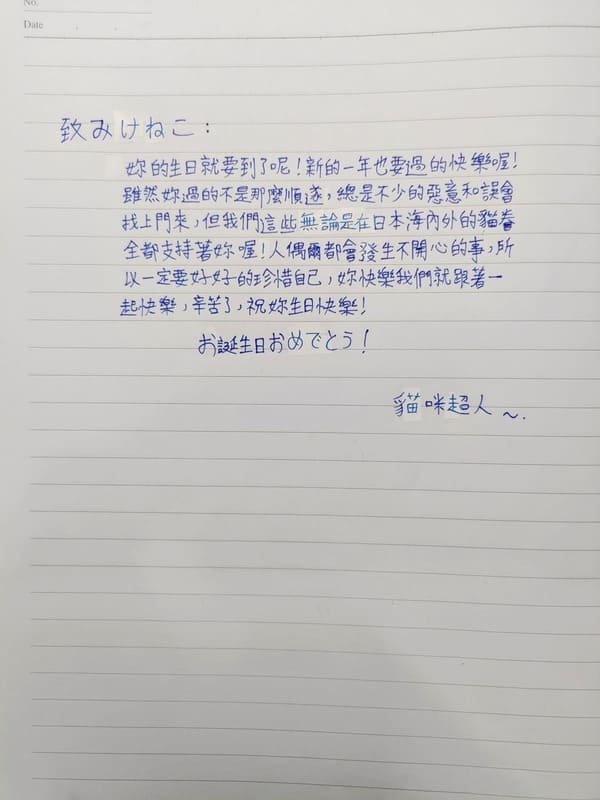 No.
Date
致みけねこ：
妳的生日就要到了呢！新的一年也要過的快樂喔！
雖然妳過的不是那麼順遂，總是不少的惡意和誤會
找上門來，但我們這些無論是在日本海內外的貓眷
全都支持著妳喔！人偶爾都會發生不開心的事，所
以一定要好好的珍惜自己，妳快樂我們就跟著一
起快樂，辛苦了，祝妳生日快樂！
お誕生日おめでとう！
貓咪超人～.